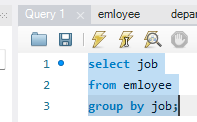 Query 1 emloyee depar
1 select job
2 from emloyee
3 group by job;